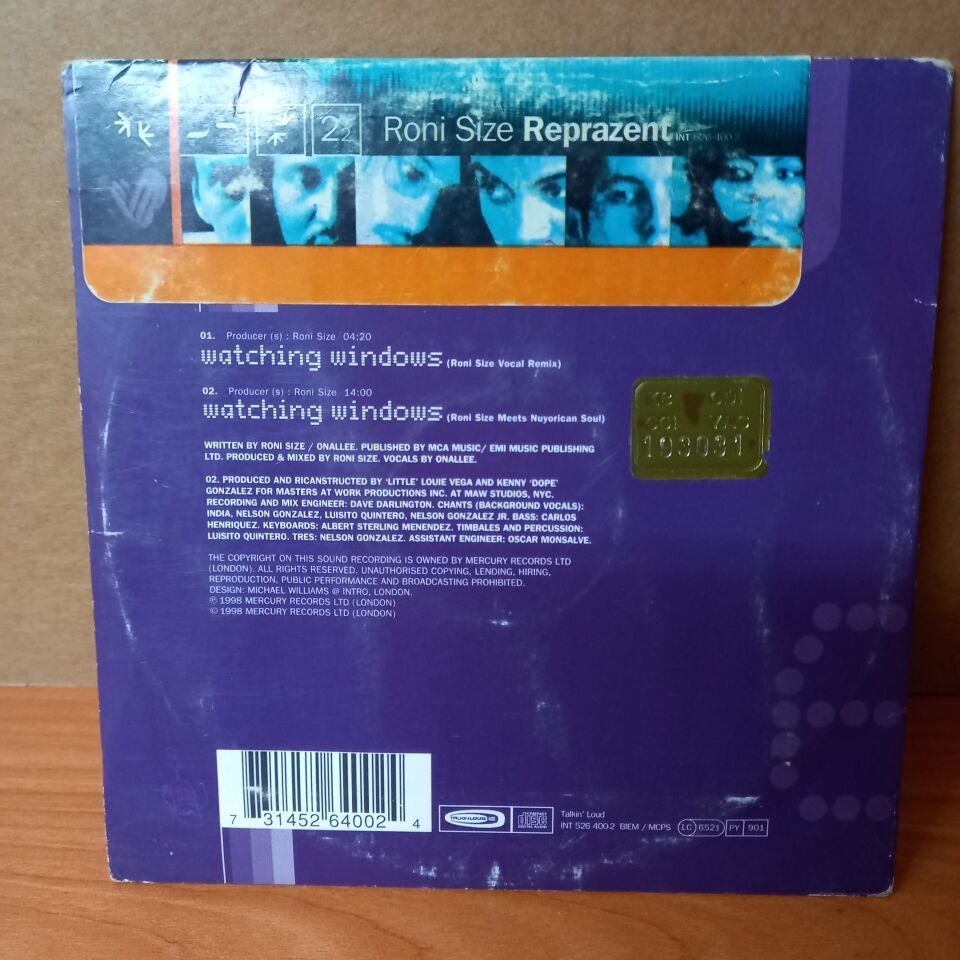 22 Roni Size Reprazent
01. Producer (s) : Roni Size 04:20
watching windows (Roni Size Vocal Remix)
02. Producer (s) : Roni Size 14:00
watching windows (Roni Size Meets Nuyorican Soul)
WRITTEN BY RONI SIZE / ONALLEE. PUBLISHED BY MCA MUSIC/ EMI MUSIC PUBLISHING
LTD. PRODUCED & MIXED BY RONI SIZE. VOCALS BY ONALLEE.
02. PRODUCED AND RICANSTRUCTED BY 'LITTLE' LOUIE VEGA AND KENNY 'DOPE'
GONZALEZ FOR MASTERS AT WORK PRODUCTIONS INC. AT MAW STUDIOS, NYC.
RECORDING AND MIX ENGINEER: DAVE DARLINGTON. CHANTS (BACKGROUND VOCALS):
INDIA, NELSON GONZALEZ, LUISITO QUINTERO, NELSON GONZALEZ JR. BASS: CARLOS
HENRIQUEZ. KEYBOARDS: ALBERT STERLING MENENDEZ. TIMBALES AND PERCUSSION:
LUISITO QUINTERO. TRES: NELSON GONZALEZ. ASSISTANT ENGINEER: OSCAR MONSALVE.
THE COPYRIGHT ON THIS SOUND RECORDING IS OWNED BY MERCURY RECORDS LTD
(LONDON). ALL RIGHTS RESERVED. UNAUTHORISED COPYING, LENDING, HIRING,
REPRODUCTION, PUBLIC PERFORMANCE AND BROADCASTING PROHIBITED.
DESIGN: MICHAEL WILLIAMS @ INTRO, LONDON.
℗ 1998 MERCURY RECORDS LTD (LONDON)
© 1998 MERCURY RECORDS LTD (LONDON)
193031
7 31452 64002 4
TALKIN LOUD
COMPACT disc DIGITAL AUDIO
Talkin' Loud
INT 526 400-2 BIEM / MCPS LC 6521 PY 901